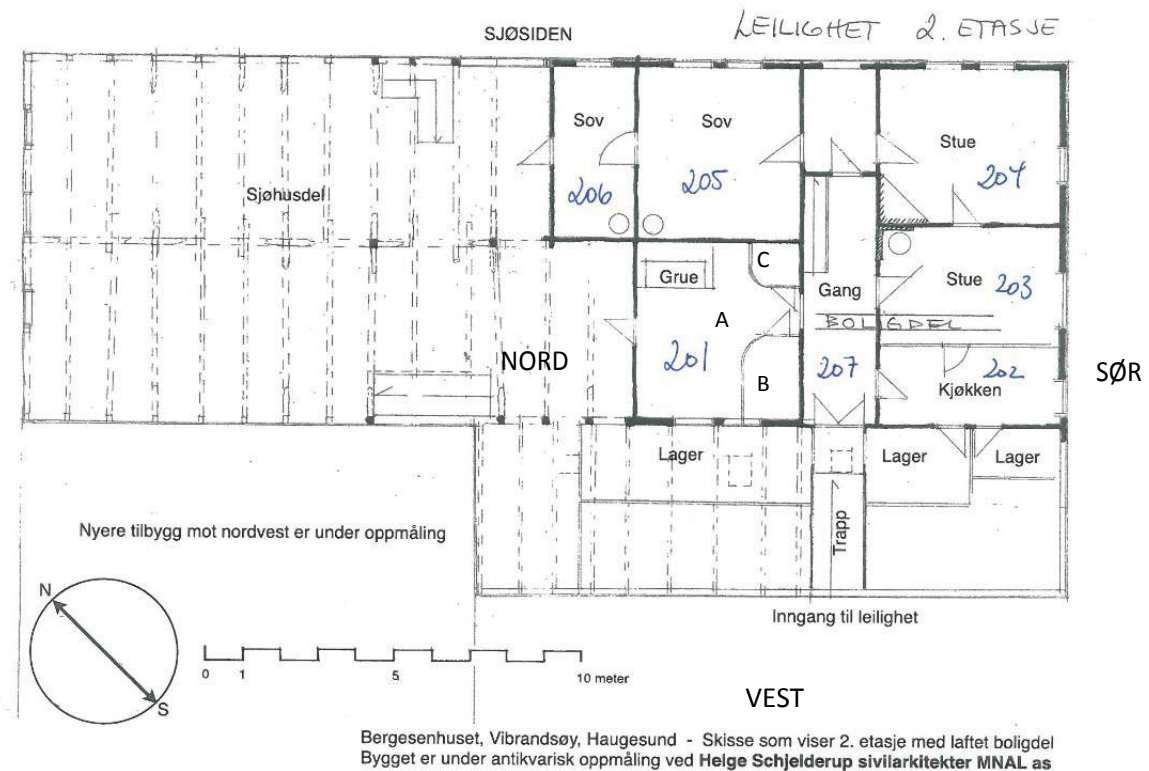 LEILIGHET 2. ETASJE
SJØSIDEN
Sov
Sov
Stue
204
Sjøhusdel
206
205
C
Grue
Gang
Stue 203
A
BOLIGDEL
NORD
201
B
207
202
Kjøkken
SØR
Lager
Lager
Lager
Trapp
Nyere tilbygg mot nordvest er under oppmåling
N
S
Inngang til leilighet
0 1 5 10 meter
VEST
Bergesenhuset, Vibrandsøy, Haugesund - Skisse som viser 2. etasje med laftet boligdel
Bygget er under antikvarisk oppmåling ved Helge Schjelderup sivilarkitekter MNAL as